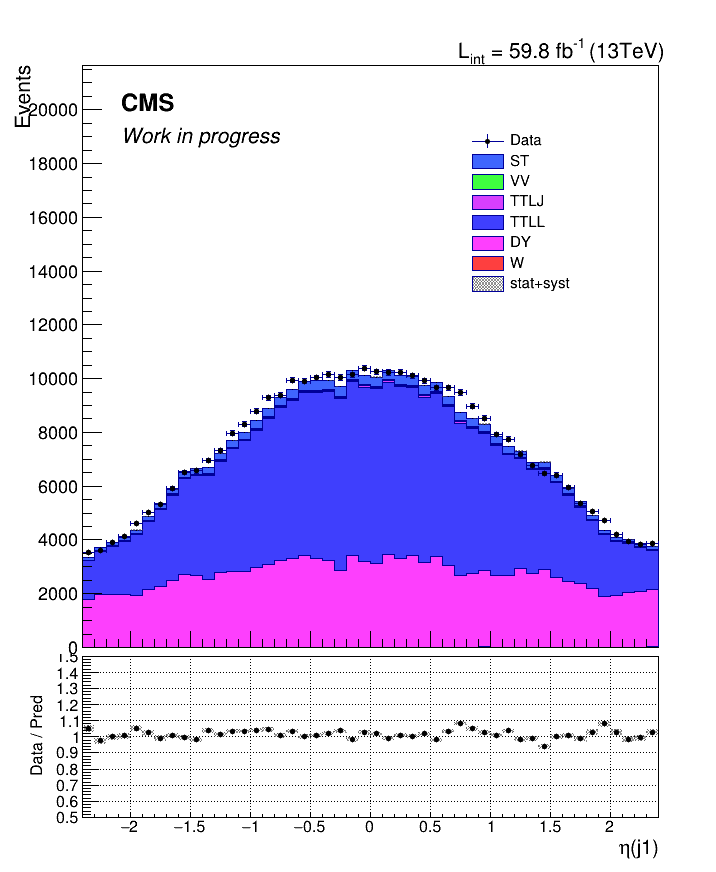 L_int = 59.8 fb^-1 (13TeV)
Events
CMS
Work in progress
20000
18000
16000
14000
12000
10000
8000
6000
4000
2000
0
Data
ST
VV
TTLJ
TTLL
DY
W
stat+syst
Data / Pred
1.5
1.4
1.3
1.2
1.1
1
0.9
0.8
0.7
0.6
0.5
−2
−1.5
−1
−0.5
0
0.5
1
1.5
2
η(j1)